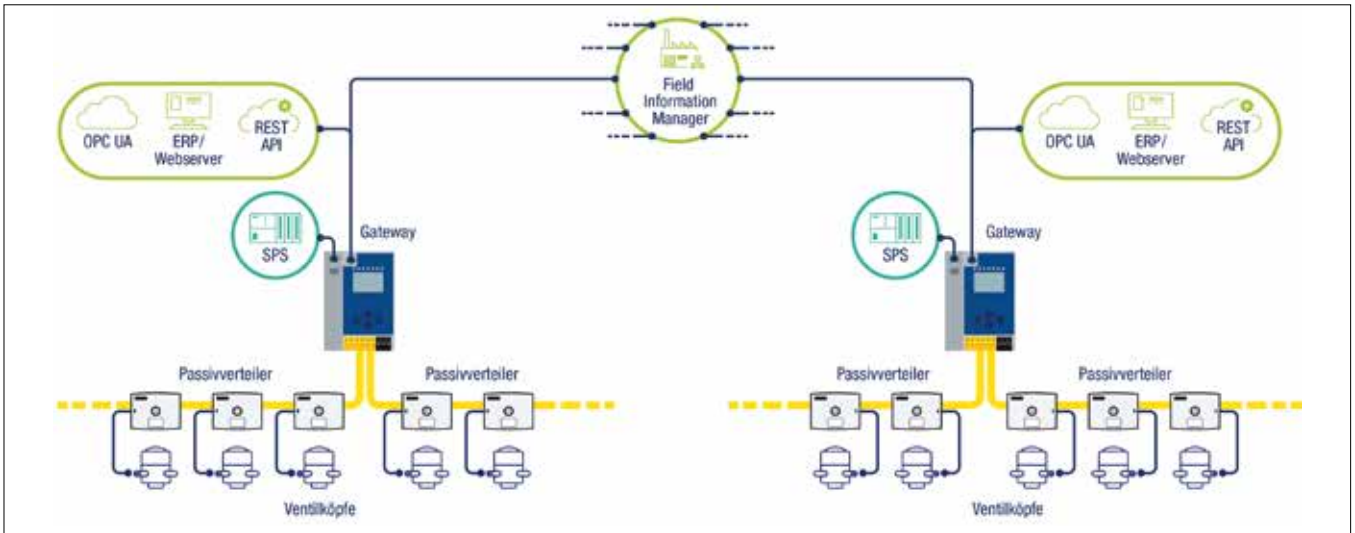 Field
Information
Manager
OPC UA
ERP/
Webserver
REST
API
OPC UA
ERP/
Webserver
REST
API
SPS
Gateway
SPS
Gateway
Passivverteiler
Passivverteiler
Passivverteiler
Passivverteiler
Ventilköpfe
Ventilköpfe